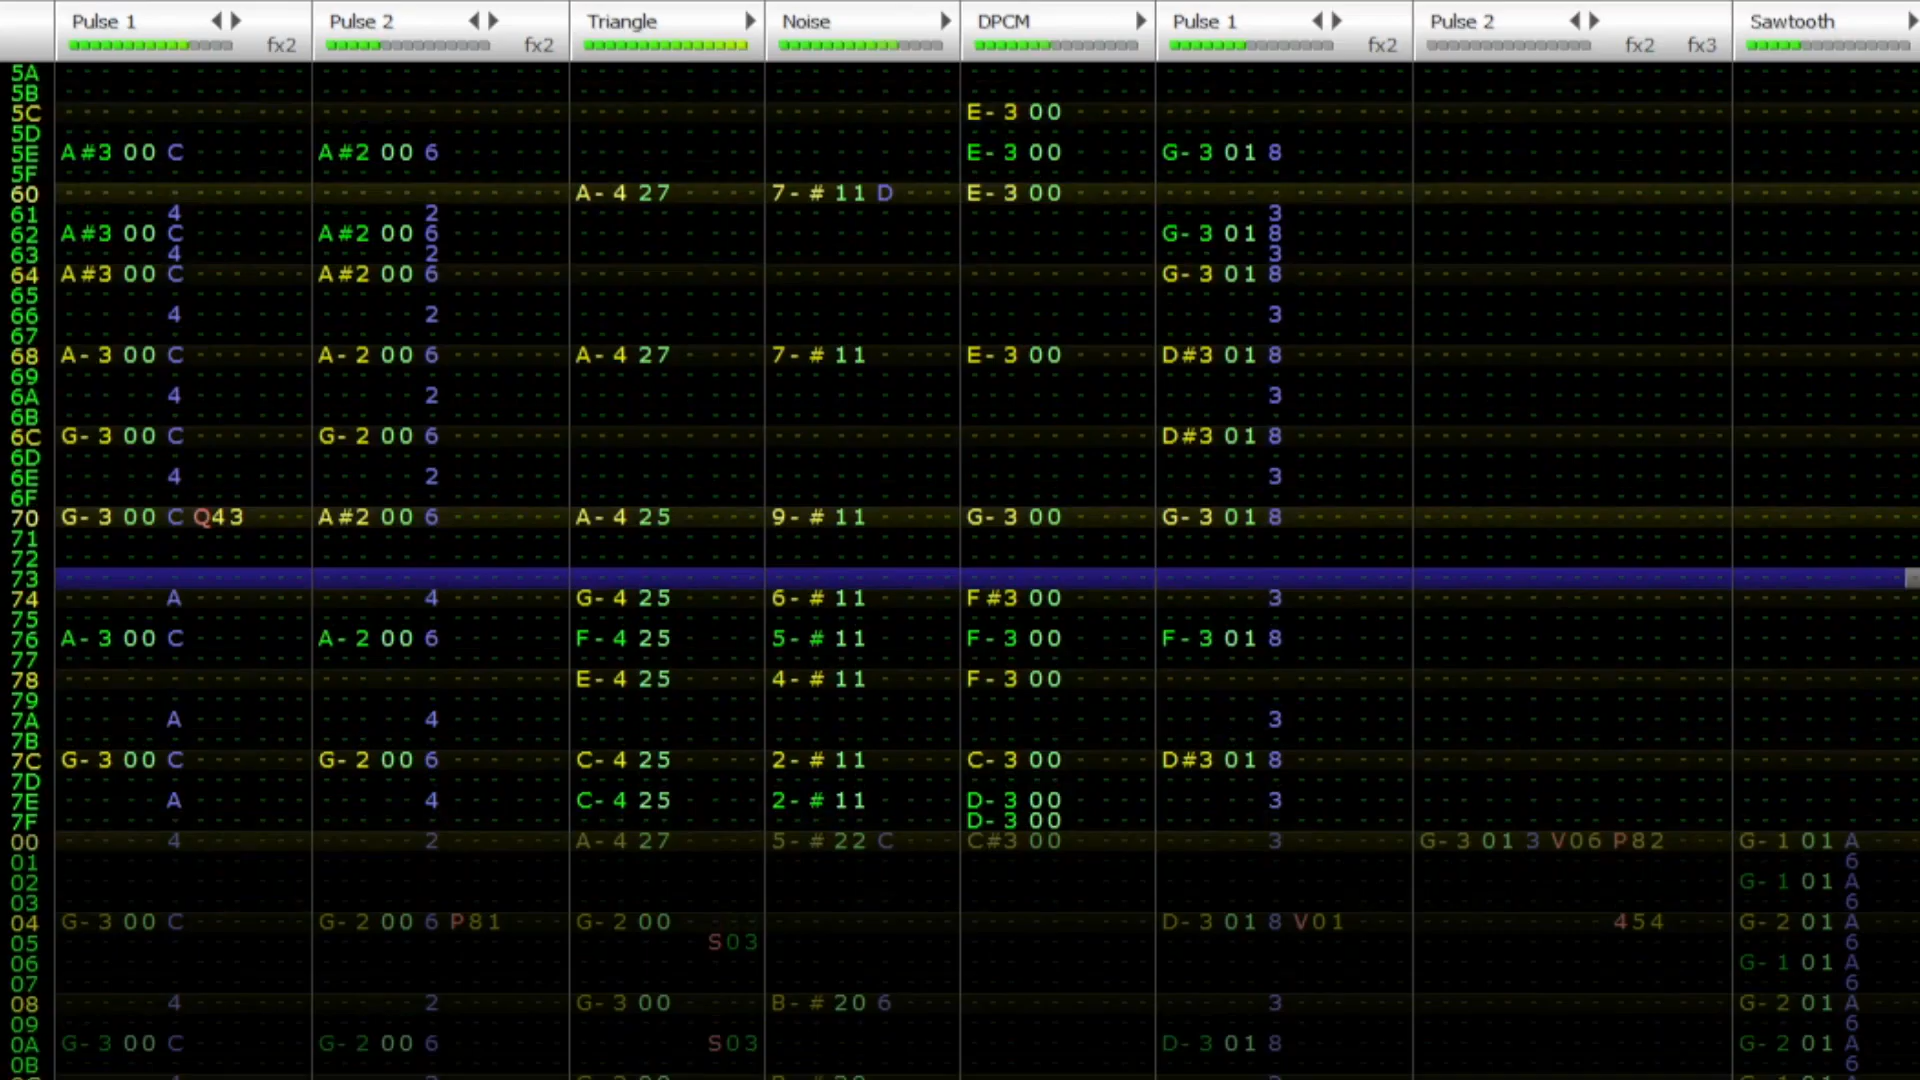 Pulse 1 Pulse 2 Triangle Noise DPCM Pulse 1 Pulse 2 Sawtooth
fx2 fx2 fx2 fx2 fx3
5A
5B
5C E-3 00
5D
5E A#3 00 C A#2 00 6 E-3 00 G-3 01 8
5F
60 A-4 27 7-# 11 D E-3 00
61 4 2 3
62 A#3 00 C A#2 00 6 G-3 01 8
63 4 2 3
64 A#3 00 C A#2 00 6 G-3 01 8
65
66 4 2 3
67
68 A-3 00 C A-2 00 6 A-4 27 7-# 11 E-3 00 D#3 01 8
69
6A 4 2 3
6B
6C G-3 00 C G-2 00 6 D#3 01 8
6D
6E 4 2 3
6F
70 G-3 00 C Q43 A#2 00 6 A-4 25 9-# 11 G-3 00 G-3 01 8
71
72
73
74 A 4 G-4 25 6-# 11 F#3 00 3
75
76 A-3 00 C A-2 00 6 F-4 25 5-# 11 F-3 00 F-3 01 8
77
78 E-4 25 4-# 11 F-3 00
79
7A A 4 3
7B
7C G-3 00 C G-2 00 6 C-4 25 2-# 11 C-3 00 D#3 01 8
7D
7E A 4 C-4 25 2-# 11 D-3 00 3
7F D-3 00
00 4 2 A-4 27 5-# 22 C C#3 00 3 G-3 01 3 V06 P82 G-1 01 A
01 6
02 G-1 01 A
03 6
04 G-3 00 C G-2 00 6 P81 G-2 00 D-3 01 8 V01 454 G-2 01 A
05 S03 6
06 G-1 01 A
07 6
08 4 2 G-3 00 B-# 20 6 3 G-2 01 A
09 6
0A G-3 00 C G-2 00 6 S03 D-3 01 8 G-2 01 A
0B 6